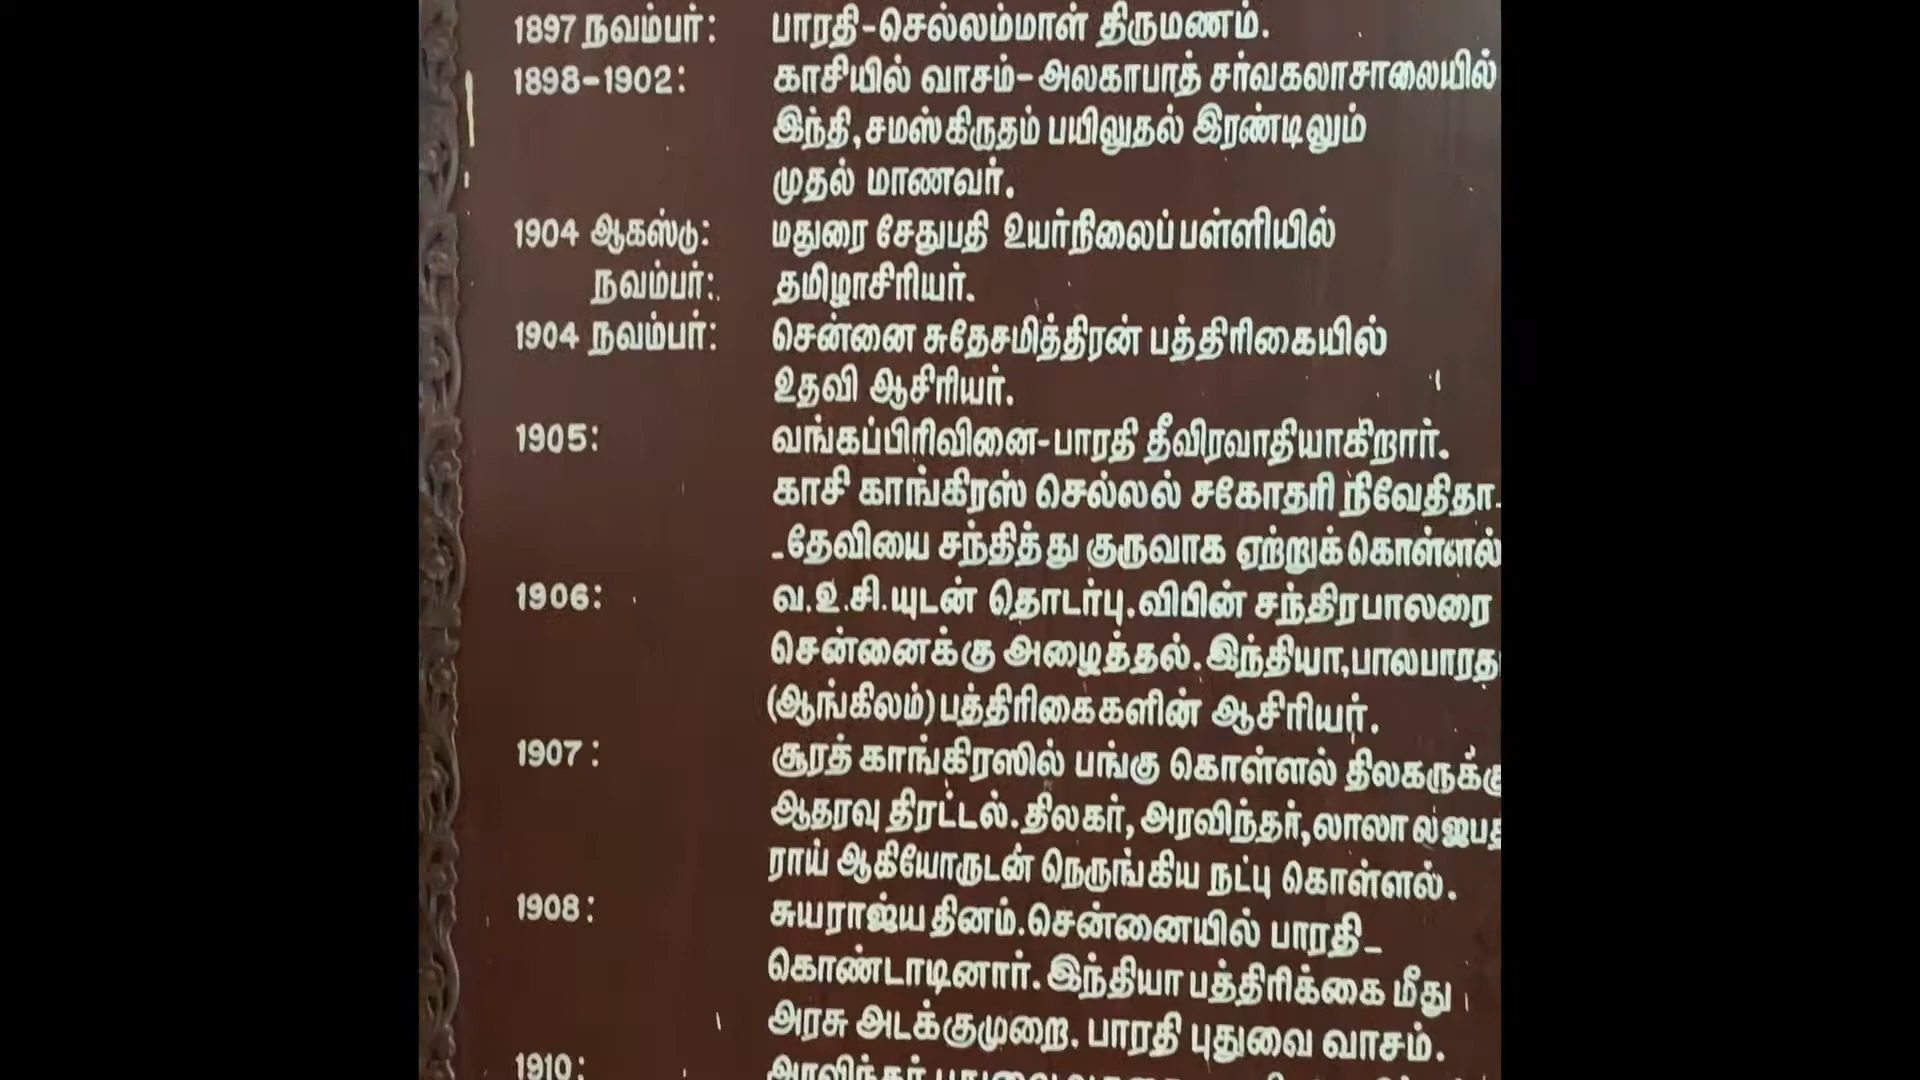 1897 நவம்பர்: பாரதி-செல்லம்மாள் திருமணம்.
1898-1902: காசியில் வாசம்-அலகாபாத் சர்வகலாசாலையில்
இந்தி,சமஸ்கிருதம் பயிலுதல் இரண்டிலும்
முதல் மாணவர்.
1904 ஆகஸ்டு: மதுரை சேதுபதி உயர்நிலைப்பள்ளியில்
நவம்பர்: தமிழாசிரியர்.
1904 நவம்பர்: சென்னை சுதேசமித்திரன் பத்திரிகையில்
உதவி ஆசிரியர்.
1905: வங்கப்பிரிவினை-பாரதி தீவிரவாதியாகிறார்.
காசி காங்கிரஸ் செல்லல் சகோதரி நிவேதிதா-
-தேவியை சந்தித்து குருவாக ஏற்றுக்கொள்ளல்
1906: வ.உ.சி.யுடன் தொடர்பு.விபின் சந்திரபாலரை
சென்னைக்கு அழைத்தல்.இந்தியா,பாலபாரத
(ஆங்கிலம்)பத்திரிகைகளின் ஆசிரியர்.
1907: சூரத் காங்கிரஸில் பங்கு கொள்ளல் திலகருக்கு
ஆதரவு திரட்டல்.திலகர்,அரவிந்தர்,லாலா லஜபத
ராய் ஆகியோருடன் நெருங்கிய நட்பு கொள்ளல்.
1908: சுயராஜ்ய தினம்.சென்னையில் பாரதி-
கொண்டாடினார்.இந்தியா பத்திரிக்கை மீது
அரசு அடக்குமுறை. பாரதி புதுவை வாசம்.
1910: அரவிந்தர்